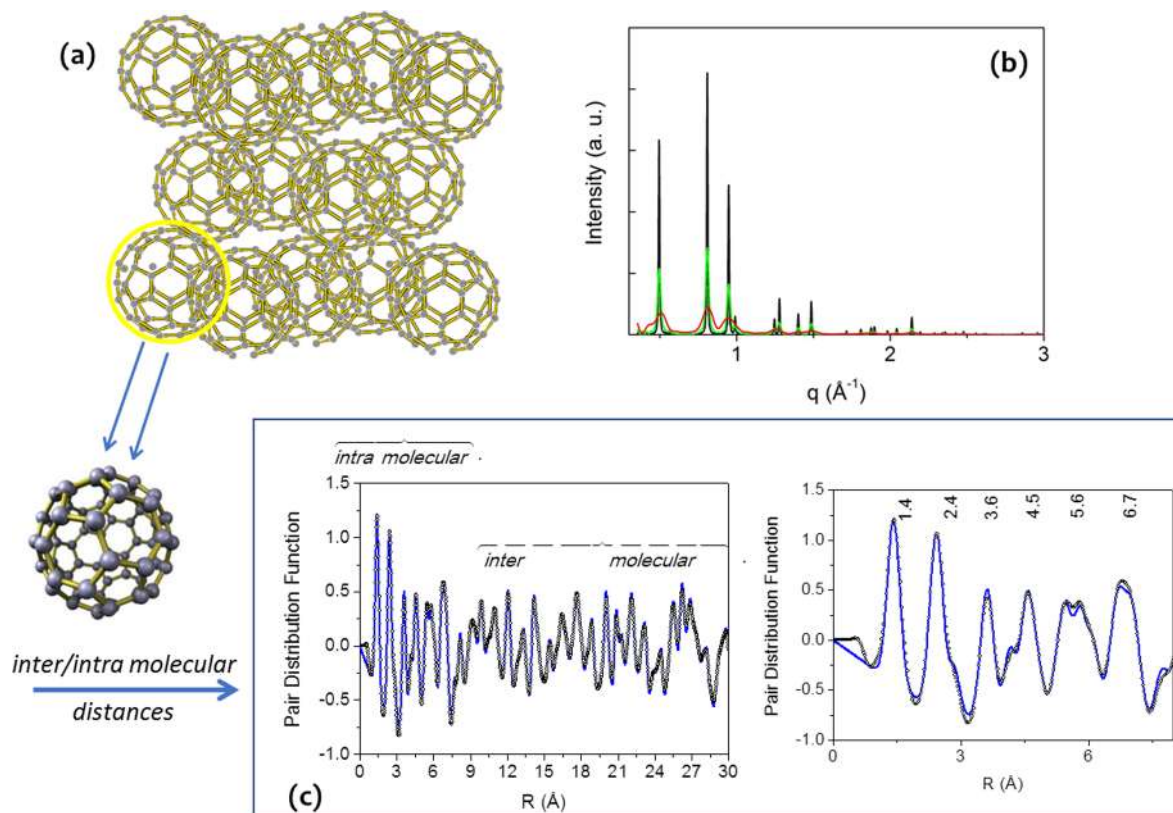 (a)
(b)
Intensity (a. u.)
1
2
3
q (Å⁻¹)
inter/intra molecular
distances
(c)
intra molecular
inter
molecular
Pair Distribution Function
1.5
1.0
0.5
0.0
-0.5
-1.0
0 3 6 9 12 15 18 21 24 27 30
R (Å)
1.4 2.4 3.6 4.5 5.6 6.7
Pair Distribution Function
1.5
1.0
0.5
0.0
-0.5
-1.0
0 3 6
R (Å)